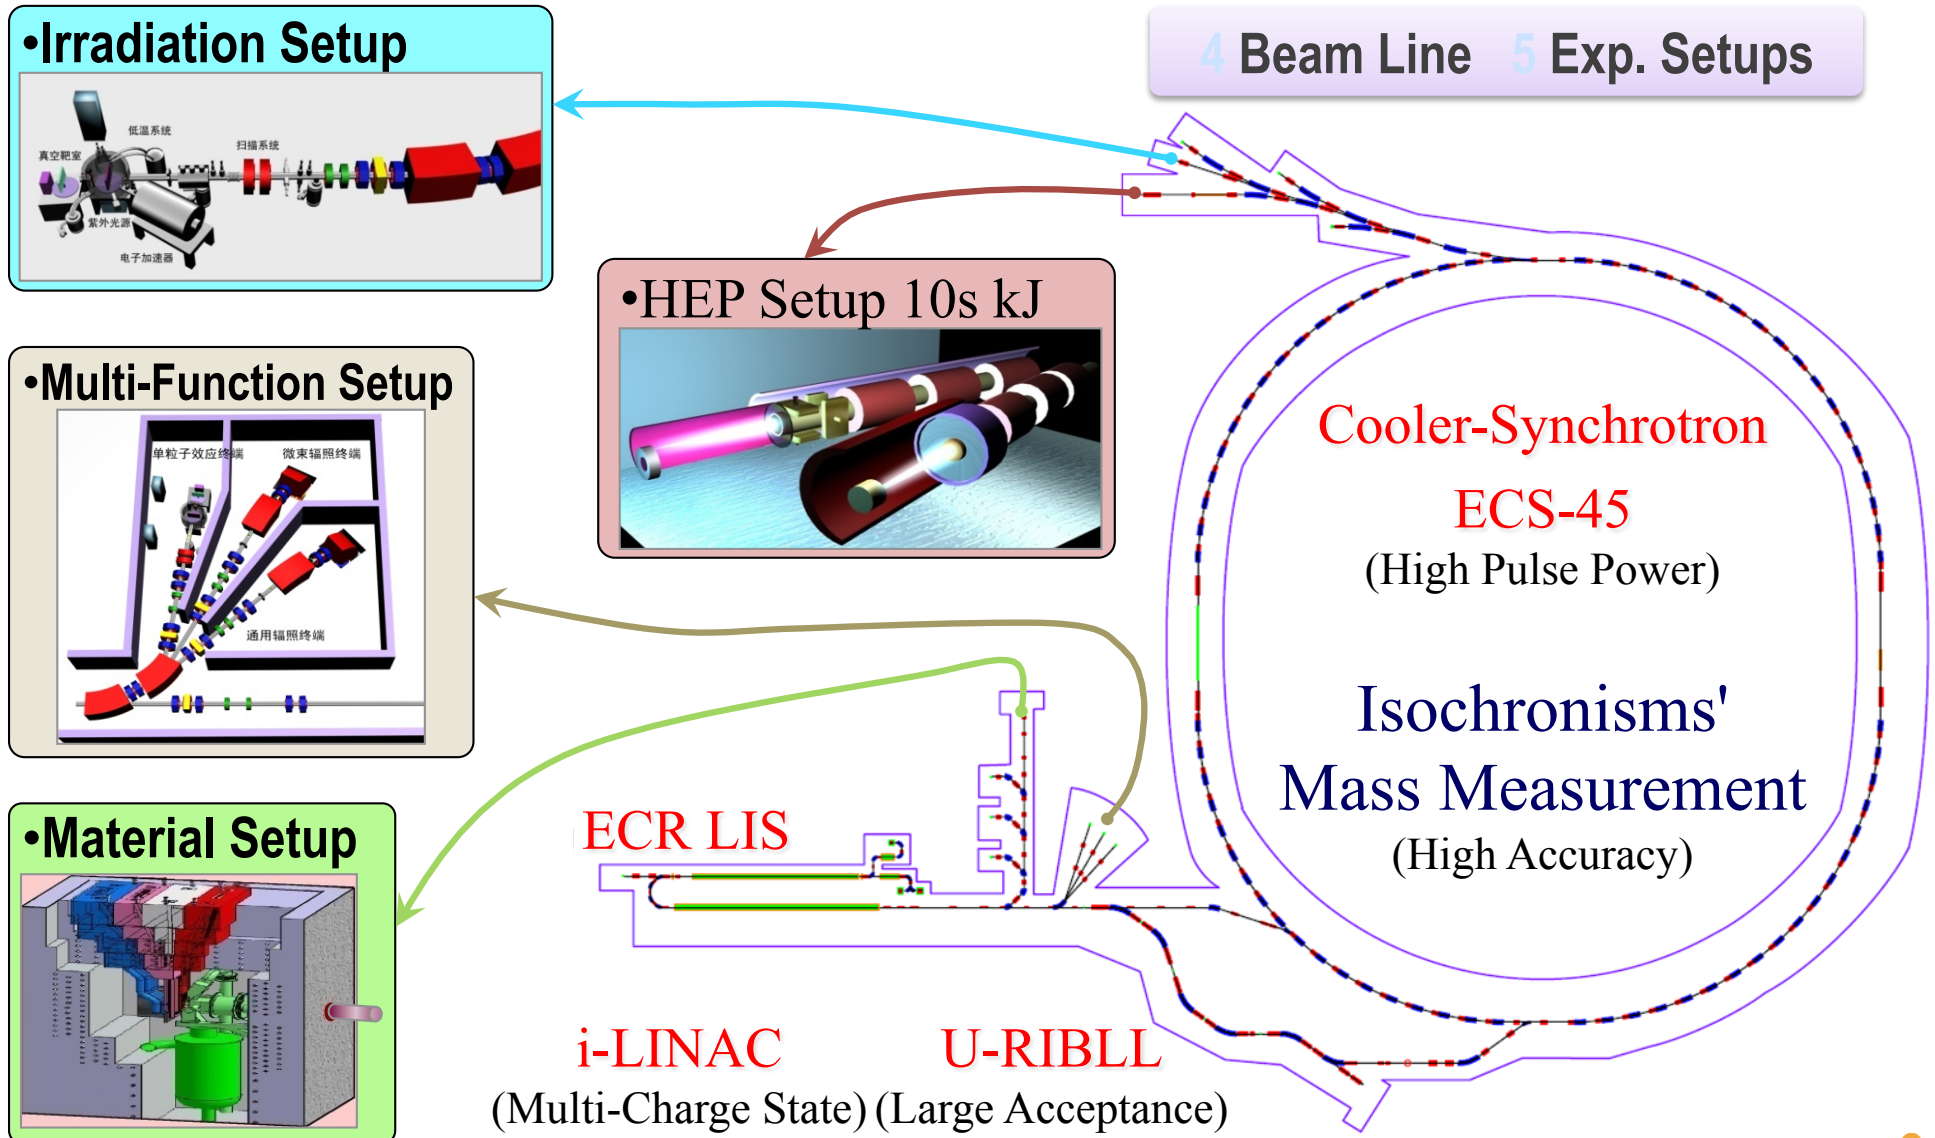 •Irradiation Setup
低温系统
扫描系统
真空靶室
紫外光源
电子加速器
4 Beam Line 5 Exp. Setups
•HEP Setup 10s kJ
•Multi-Function Setup
单粒子效应终端
微束辐照终端
通用辐照终端
Cooler-Synchrotron
ECS-45
(High Pulse Power)
Isochronisms'
Mass Measurement
(High Accuracy)
•Material Setup
ECR LIS
i-LINAC
(Multi-Charge State)
U-RIBLL
(Large Acceptance)